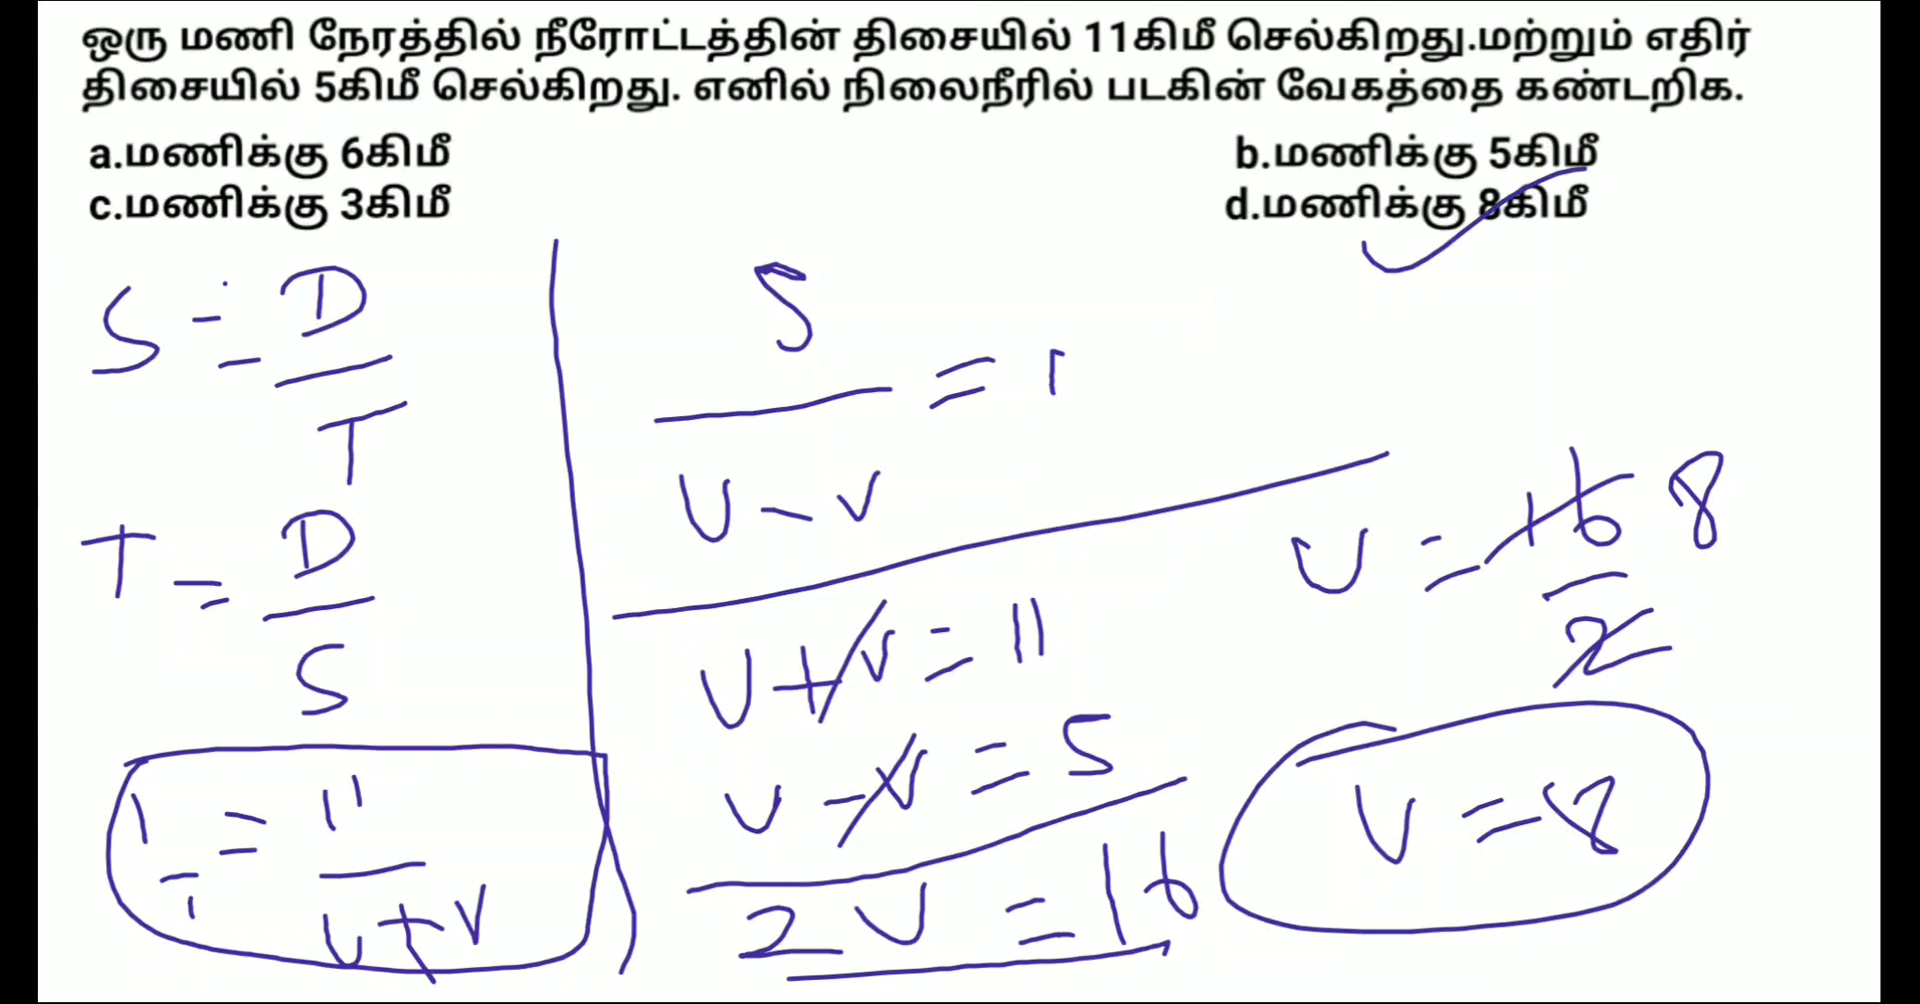 ஒரு மணி நேரத்தில் நீரோட்டத்தின் திசையில் 11கிமீ செல்கிறது.மற்றும் எதிர்
திசையில் 5கிமீ செல்கிறது. எனில் நிலைநீரில் படகின் வேகத்தை கண்டறிக.
a.மணிக்கு 6கிமீ b.மணிக்கு 5கிமீ
c.மணிக்கு 3கிமீ d.மணிக்கு 8கிமீ
S = D
T
T = D
S
1 = 11
u+v
5
= 1
u-v
u+v = 11
u-v = 5
2u = 16
u = 16 8
2
u = 8